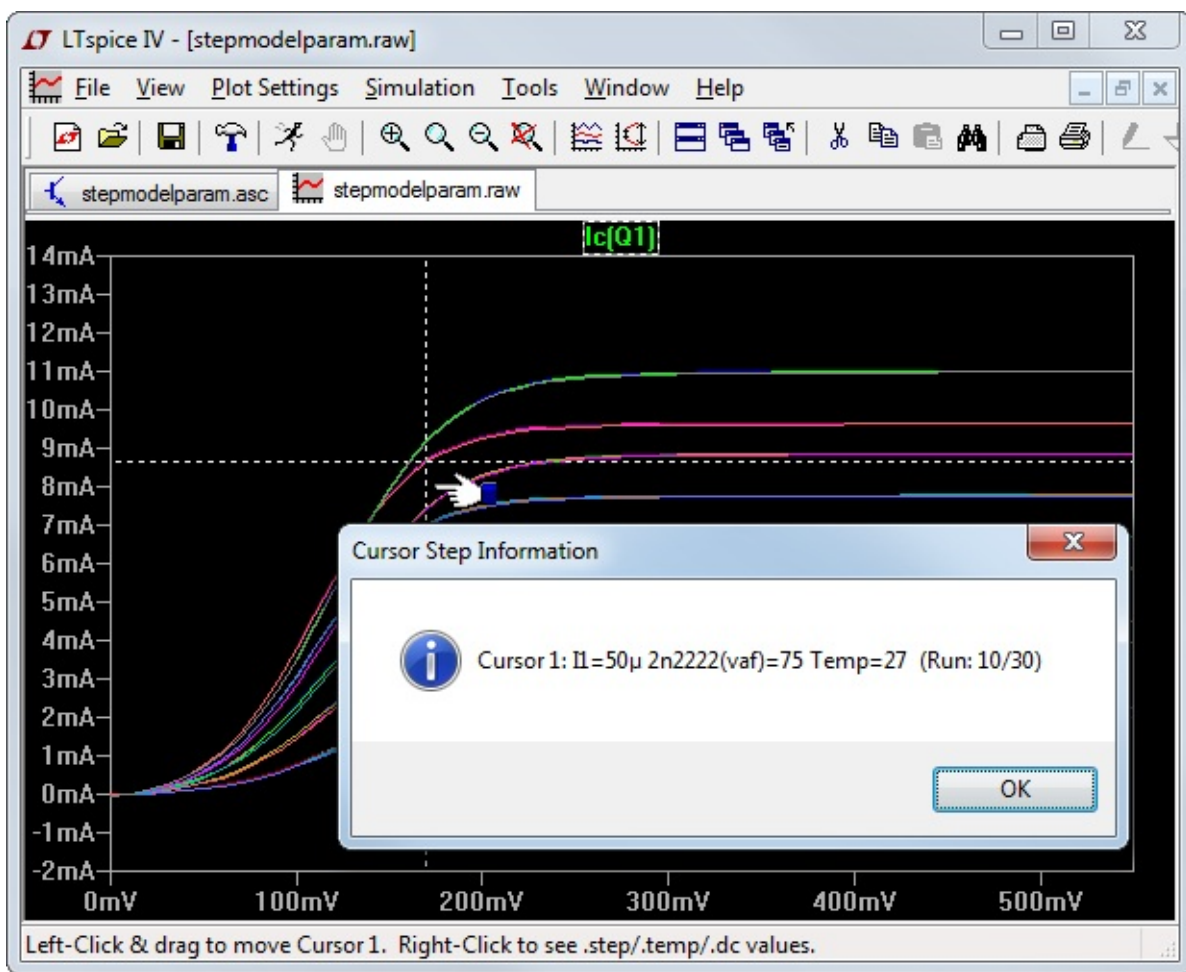 LTspice IV - [stepmodelparam.raw]
File View Plot Settings Simulation Tools Window Help
stepmodelparam.asc stepmodelparam.raw
Ic(Q1)
14mA
13mA
12mA
11mA
10mA
9mA
8mA
7mA
6mA
5mA
4mA
3mA
2mA
1mA
0mA
-1mA
-2mA
Cursor Step Information
Cursor 1: I1=50µ 2n2222(vaf)=75 Temp=27 (Run: 10/30)
OK
0mV 100mV 200mV 300mV 400mV 500mV
Left-Click & drag to move Cursor 1. Right-Click to see .step/.temp/.dc values.